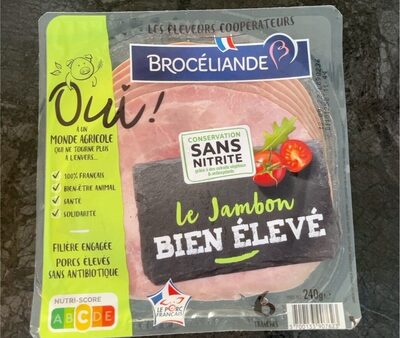 LES ÉLEVEURS COOPÉRATEURS
BROCÉLIANDE
Oui!
À UN
MONDE AGRICOLE
QUI NE TOURNE PLUS
À L'ENVERS...
100% FRANÇAIS
BIEN-ÊTRE ANIMAL
SANTÉ
SOLIDARITÉ
FILIÈRE ENGAGÉE
PORCS ÉLEVÉS
SANS ANTIBIOTIQUE
CONSERVATION
SANS
NITRITE
Le Jambon
BIEN ÉLEVÉ
NUTRI-SCORE
A B C D E
LE PORC
FRANÇAIS
6
TRANCHES
240g